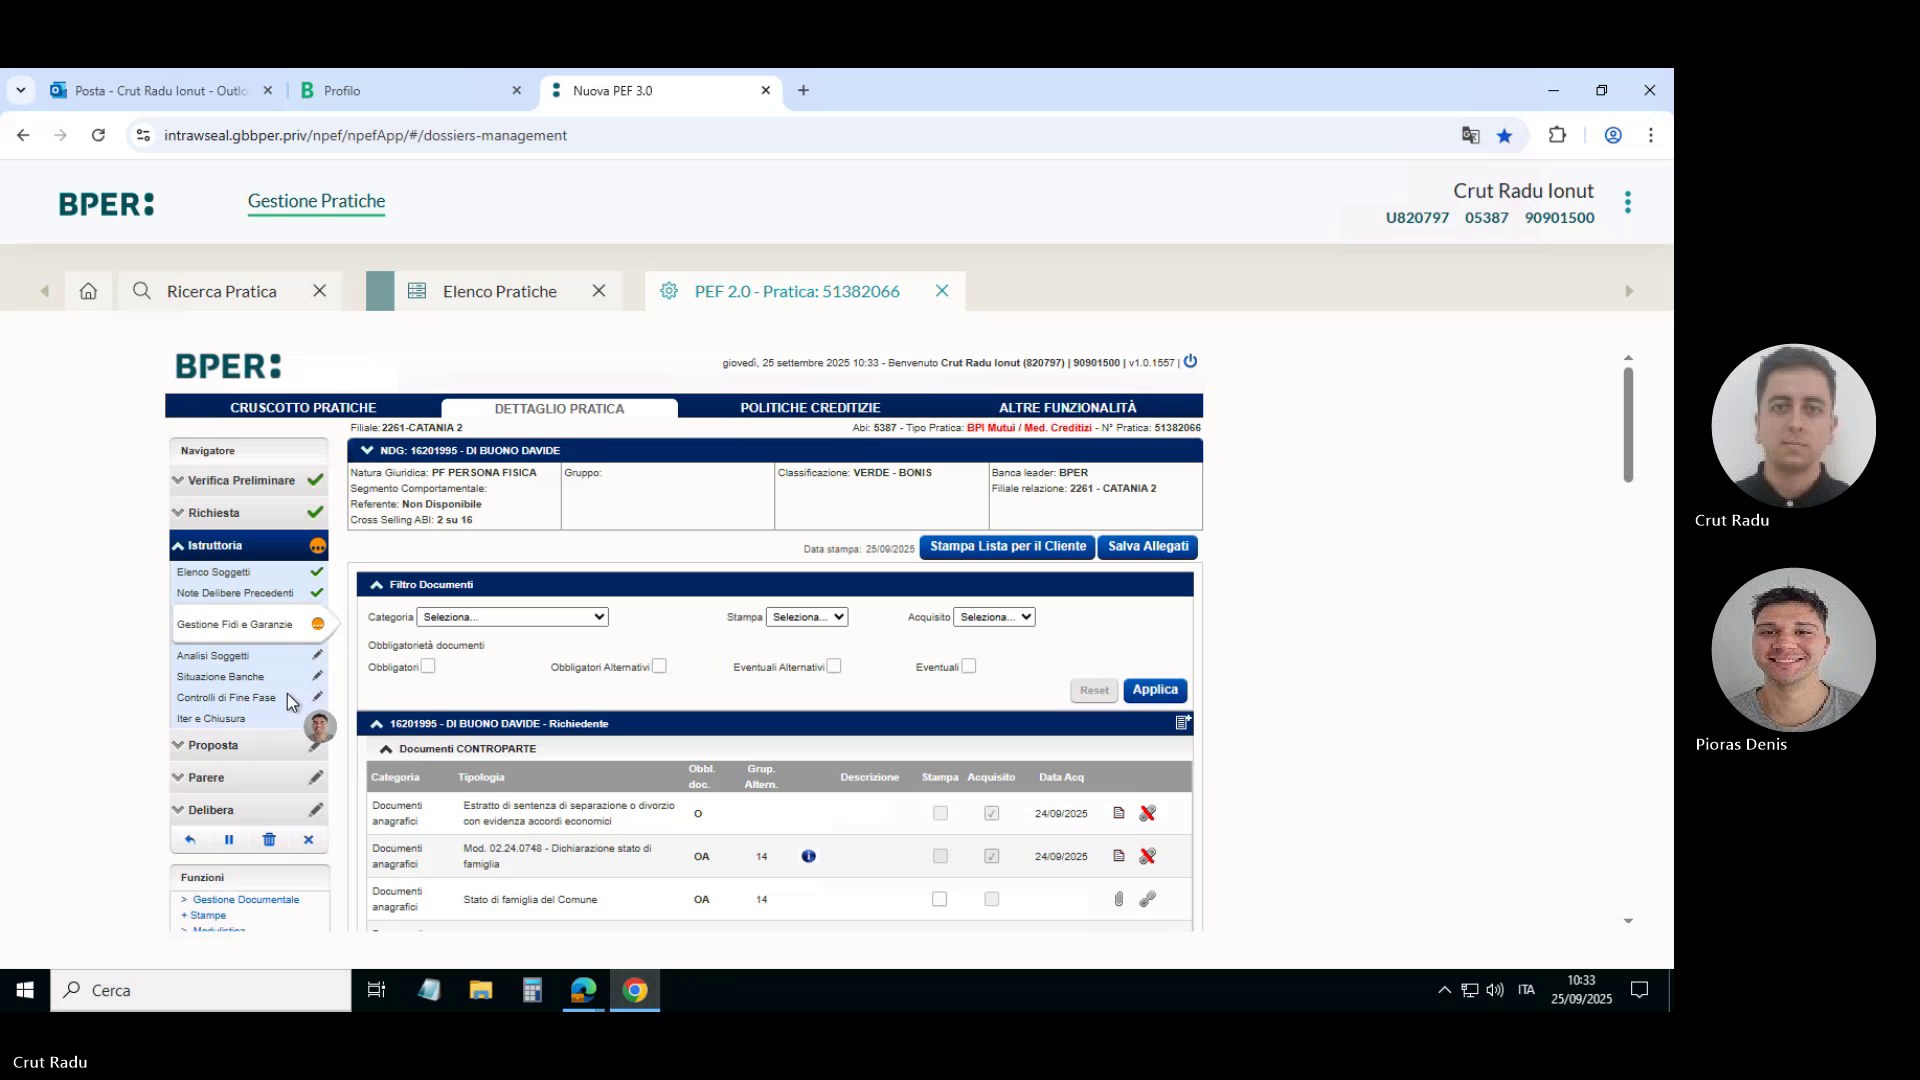 Posta - Crut Radu Ionut - Outlo
Profilo
Nuova PEF 3.0
intrawseal.gbbper.priv/npef/npefApp/#/dossiers-management
BPER:
Gestione Pratiche
Crut Radu Ionut
U820797 05387 90901500
Ricerca Pratica
Elenco Pratiche
PEF 2.0 - Pratica: 51382066
BPER:
giovedì, 25 settembre 2025 10:33 - Benvenuto Crut Radu Ionut (820797) | 90901500 | v1.0.1557 |
CRUSCOTTO PRATICHE
DETTAGLIO PRATICA
POLITICHE CREDITIZIE
ALTRE FUNZIONALITÀ
Filiale: 2261-CATANIA 2
Abi: 5387 - Tipo Pratica: BPI Mutui / Med. Creditizi - N° Pratica: 51382066
Navigatore
Verifica Preliminare
Richiesta
Istruttoria
Elenco Soggetti
Note Delibere Precedenti
Gestione Fidi e Garanzie
Analisi Soggetti
Situazione Banche
Controlli di Fine Fase
Iter e Chiusura
Proposta
Parere
Delibera
Funzioni
> Gestione Documentale
+ Stampe
> Modulistica
NDG: 16201995 - DI BUONO DAVIDE
Natura Giuridica: PF PERSONA FISICA
Segmento Comportamentale:
Referente: Non Disponibile
Cross Selling ABI: 2 su 16
Gruppo:
Classificazione: VERDE - BONIS
Banca leader: BPER
Filiale relazione: 2261 - CATANIA 2
Data stampa: 25/09/2025
Stampa Lista per il Cliente
Salva Allegati
Filtro Documenti
Categoria Seleziona...
Stampa Seleziona...
Acquisito Seleziona...
Obbligatorietà documenti
Obbligatori
Obbligatori Alternativi
Eventuali Alternativi
Eventuali
Reset
Applica
16201995 - DI BUONO DAVIDE - Richiedente
Documenti CONTROPARTE
Categoria
Tipologia
Obbl. doc.
Grup. Altern.
Descrizione
Stampa
Acquisito
Data Acq
Documenti anagrafici
Estratto di sentenza di separazione o divorzio
con evidenza accordi economici
O
24/09/2025
Documenti anagrafici
Mod. 02.24.0748 - Dichiarazione stato di
famiglia
OA
14
24/09/2025
Documenti anagrafici
Stato di famiglia del Comune
OA
14
Crut Radu
Pioras Denis
Cerca
ITA
10:33
25/09/2025
Crut Radu